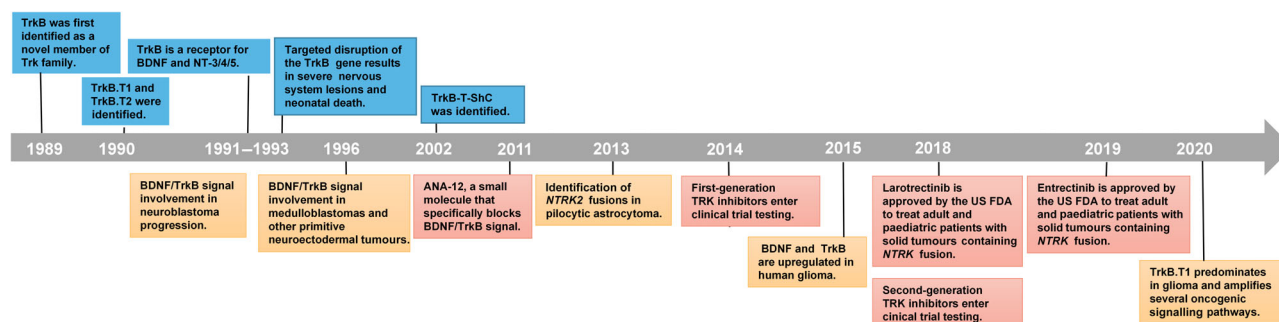 TrkB was first
identified as a
novel member of
Trk family.
TrkB.T1 and
TrkB.T2 were
identified.
TrkB is a receptor for
BDNF and NT-3/4/5.
Targeted disruption of
the TrkB gene results
in severe nervous
system lesions and
neonatal death.
TrkB-T-ShC
was identified.
1989 1990 1991–1993 1996 2002 2011 2013 2014 2015 2018 2019 2020
BDNF/TrkB signal
involvement in
neuroblastoma
progression.
BDNF/TrkB signal
involvement in
medulloblastomas and
other primitive
neuroectodermal tumours.
ANA-12, a small
molecule that
specifically blocks
BDNF/TrkB signal.
Identification of
NTRK2 fusions in
pilocytic astrocytoma.
First-generation
TRK inhibitors enter
clinical trial testing.
BDNF and TrkB
are upregulated in
human glioma.
Larotrectinib is
approved by the US FDA
to treat adult and
paediatric patients with
solid tumours containing
NTRK fusion.
Second-generation
TRK inhibitors enter
clinical trial testing.
Entrectinib is approved by
the US FDA to treat adult
and paediatric patients with
solid tumours containing
NTRK fusion.
TrkB.T1 predominates
in glioma and amplifies
several oncogenic
signalling pathways.